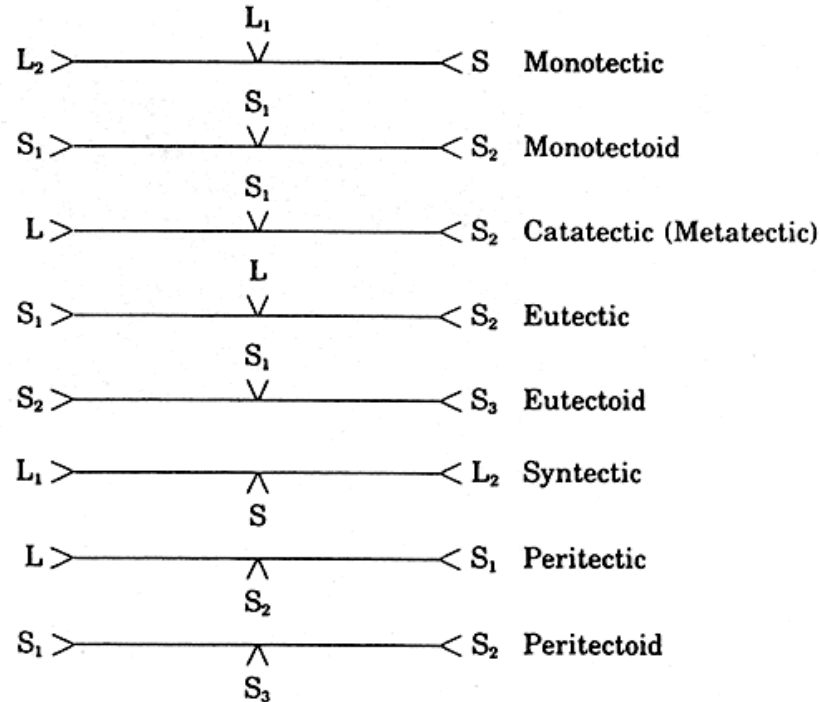 L₁
L₂ S Monotectic
S₁
S₁ S₂ Monotectoid
S₁
L S₂ Catatectic (Metatectic)
L
S₁ S₂ Eutectic
S₁
S₂ S₃ Eutectoid
L₁ L₂ Syntectic
S
L S₁ Peritectic
S₂
S₁ S₂ Peritectoid
S₃